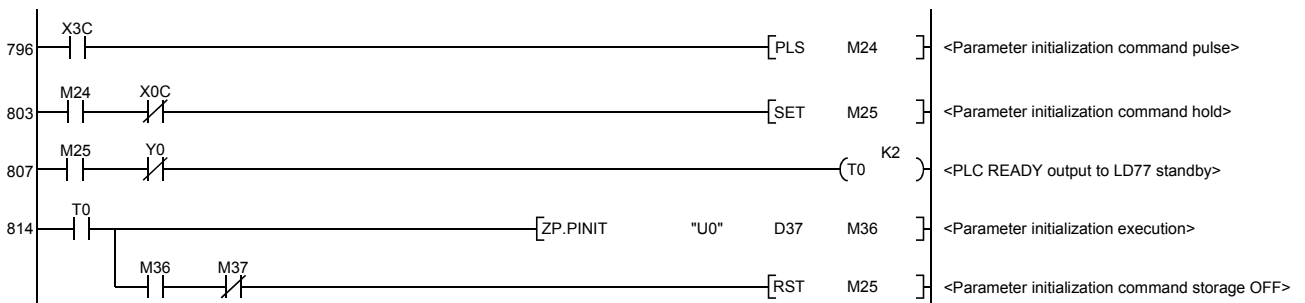 X3C
796 [PLS M24 ] <Parameter initialization command pulse>
M24 X0C
803 [SET M25 ] <Parameter initialization command hold>
M25 Y0 K2
807 (T0 ) <PLC READY output to LD77 standby>
T0
814 [ZP.PINIT "U0" D37 M36 ] <Parameter initialization execution>
M36 M37
[RST M25 ] <Parameter initialization command storage OFF>